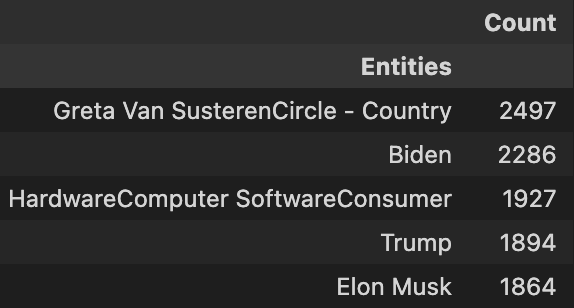 Count
Entities
Greta Van SusterenCircle - Country 2497
Biden 2286
HardwareComputer SoftwareConsumer 1927
Trump 1894
Elon Musk 1864